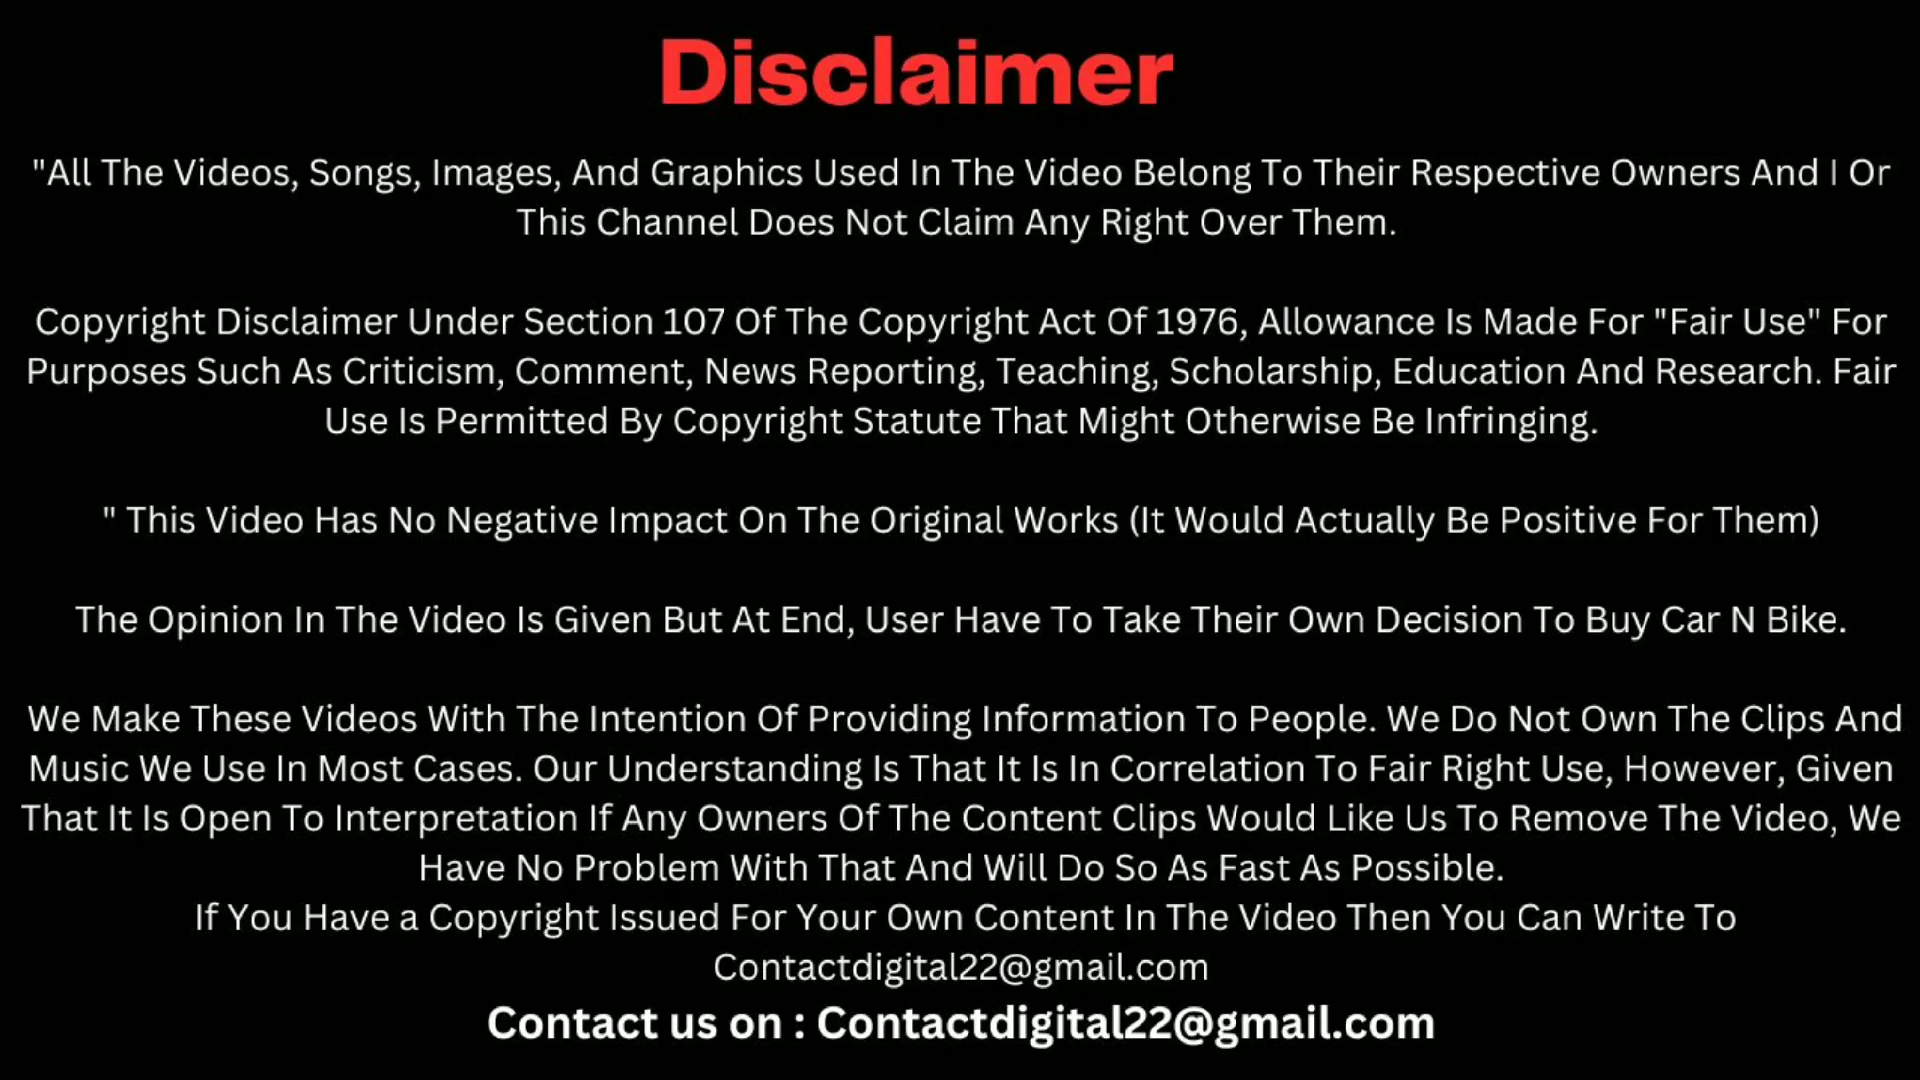 Disclaimer
"All The Videos, Songs, Images, And Graphics Used In The Video Belong To Their Respective Owners And I Or
This Channel Does Not Claim Any Right Over Them.
Copyright Disclaimer Under Section 107 Of The Copyright Act Of 1976, Allowance Is Made For "Fair Use" For
Purposes Such As Criticism, Comment, News Reporting, Teaching, Scholarship, Education And Research. Fair
Use Is Permitted By Copyright Statute That Might Otherwise Be Infringing.
" This Video Has No Negative Impact On The Original Works (It Would Actually Be Positive For Them)
The Opinion In The Video Is Given But At End, User Have To Take Their Own Decision To Buy Car N Bike.
We Make These Videos With The Intention Of Providing Information To People. We Do Not Own The Clips And
Music We Use In Most Cases. Our Understanding Is That It Is In Correlation To Fair Right Use, However, Given
That It Is Open To Interpretation If Any Owners Of The Content Clips Would Like Us To Remove The Video, We
Have No Problem With That And Will Do So As Fast As Possible.
If You Have a Copyright Issued For Your Own Content In The Video Then You Can Write To
Contactdigital22@gmail.com
Contact us on : Contactdigital22@gmail.com